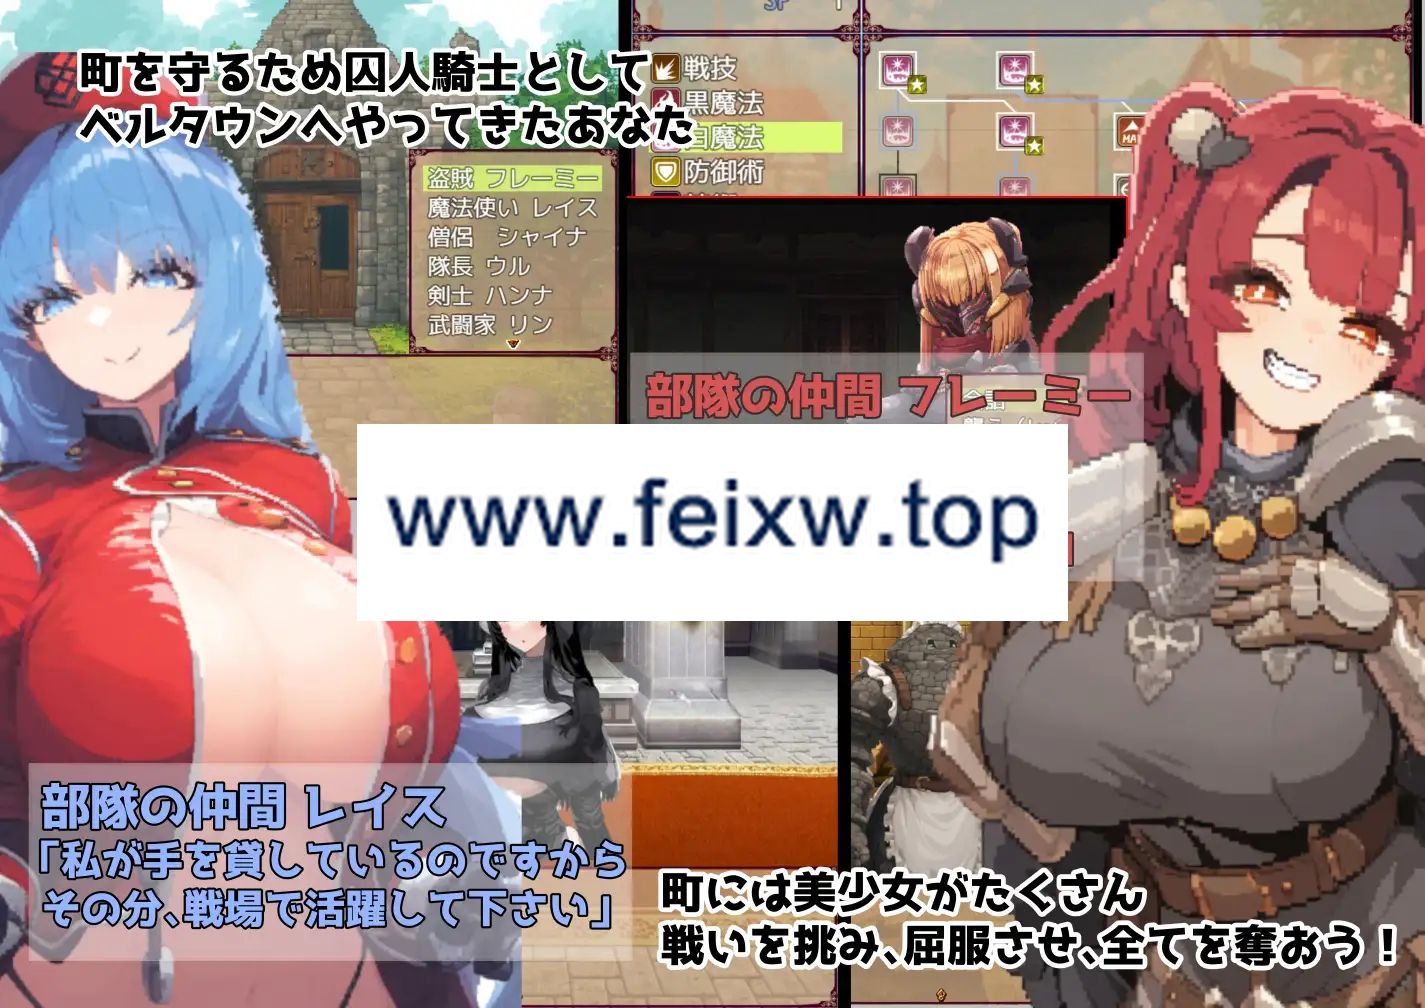 SP
町を守るため囚人騎士として
ベルタウンへやってきたあなた
戦技
黒魔法
白魔法
防御術
盗賊 フレーミー
魔法使い レイス
僧侶 シャイナ
隊長 ウル
剣士 ハンナ
武闘家 リン
部隊の仲間 フレーミー
www.feixw.top
部隊の仲間 レイス
「私が手を貸しているのですから
その分、戦場で活躍して下さい」
町には美少女がたくさん
戦いを挑み、屈服させ、全てを奪おう!